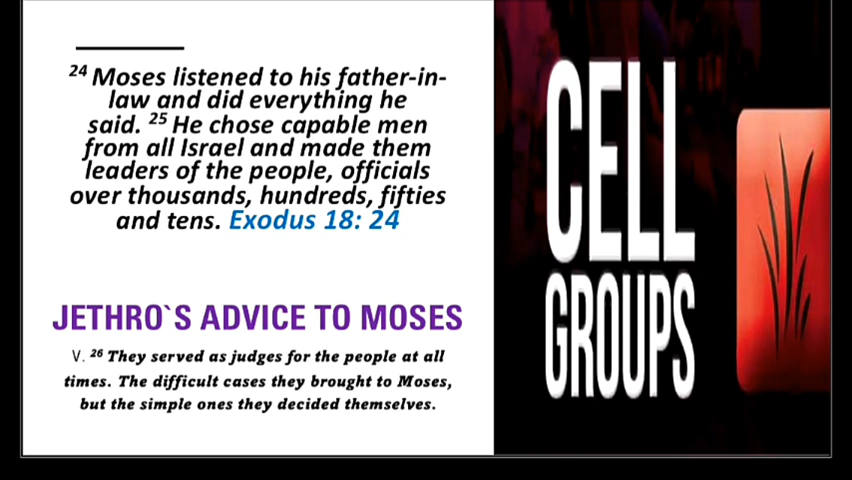 24 Moses listened to his father-in-
law and did everything he
said. 25 He chose capable men
from all Israel and made them
leaders of the people, officials
over thousands, hundreds, fifties
and tens. Exodus 18: 24
JETHRO`S ADVICE TO MOSES
V. 26 They served as judges for the people at all
times. The difficult cases they brought to Moses,
but the simple ones they decided themselves.
CELL
GROUPS